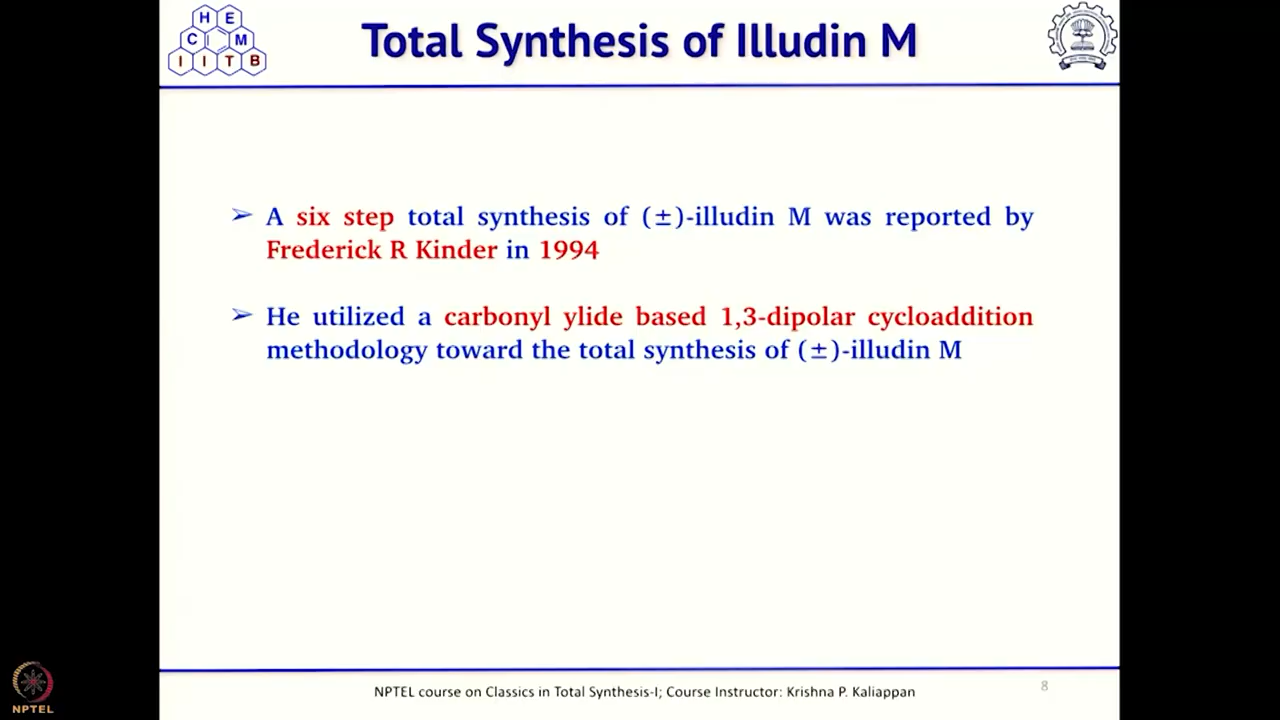 H E
C M
I I T B
Total Synthesis of Illudin M
➢ A six step total synthesis of (±)-illudin M was reported by
Frederick R Kinder in 1994
➢ He utilized a carbonyl ylide based 1,3-dipolar cycloaddition
methodology toward the total synthesis of (±)-illudin M
NPTEL
NPTEL course on Classics in Total Synthesis-I; Course Instructor: Krishna P. Kaliappan
8